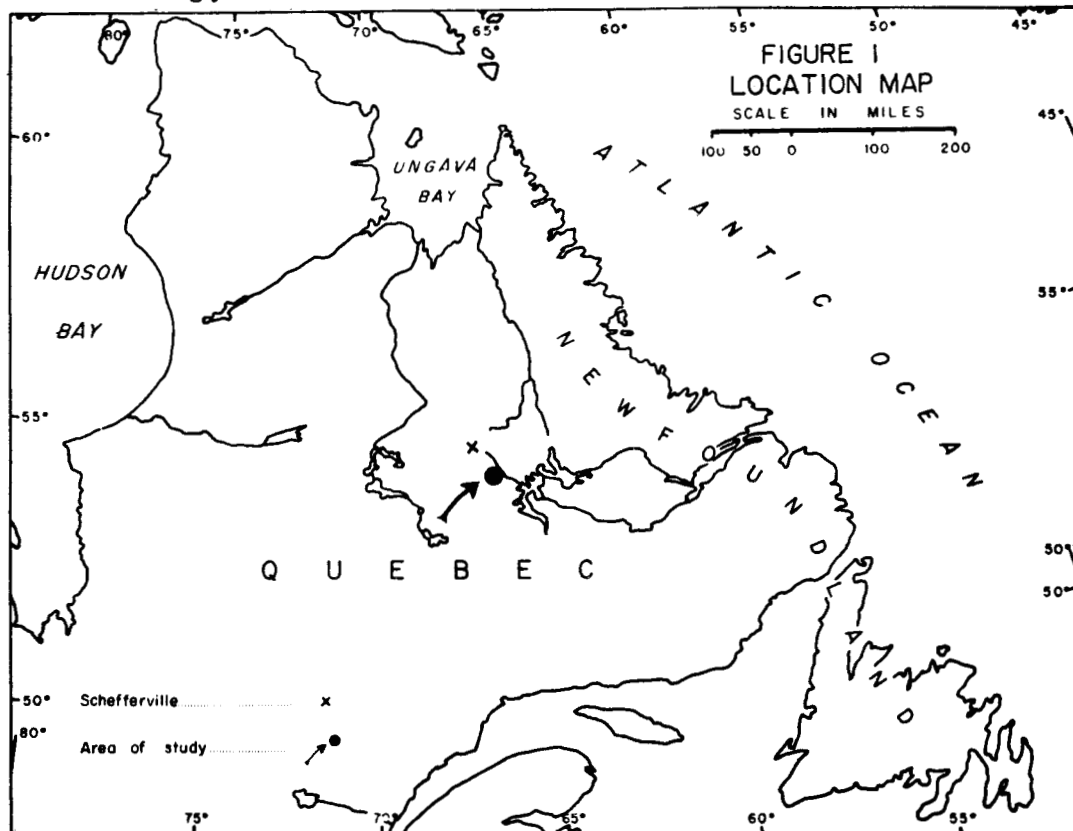 80° 75° 70° 65° 60° 55° 50° 45°
FIGURE 1
LOCATION MAP
SCALE IN MILES
100 50 0 100 200
60°
45°
UNGAVA
BAY
ATLANTIC OCEAN
HUDSON
BAY
55°
NEWFOUNDLAND
55°
QUEBEC
50°
50°
Schefferville x
50°
80°
Area of study
75° 65° 60° 55°